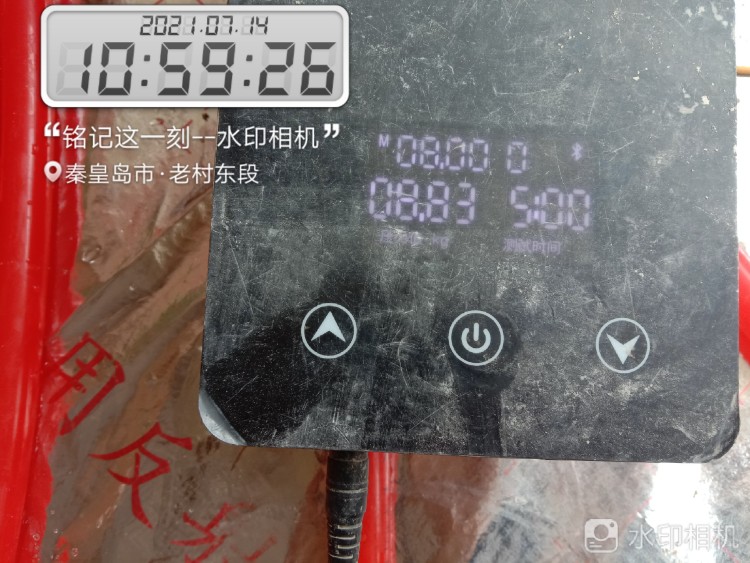 2021.07.14
10:59:26
“铭记这一刻--水印相机”
秦皇岛市·老村东段
M 08.00 0
08.83 5:00
测试时间
用反
水印相机